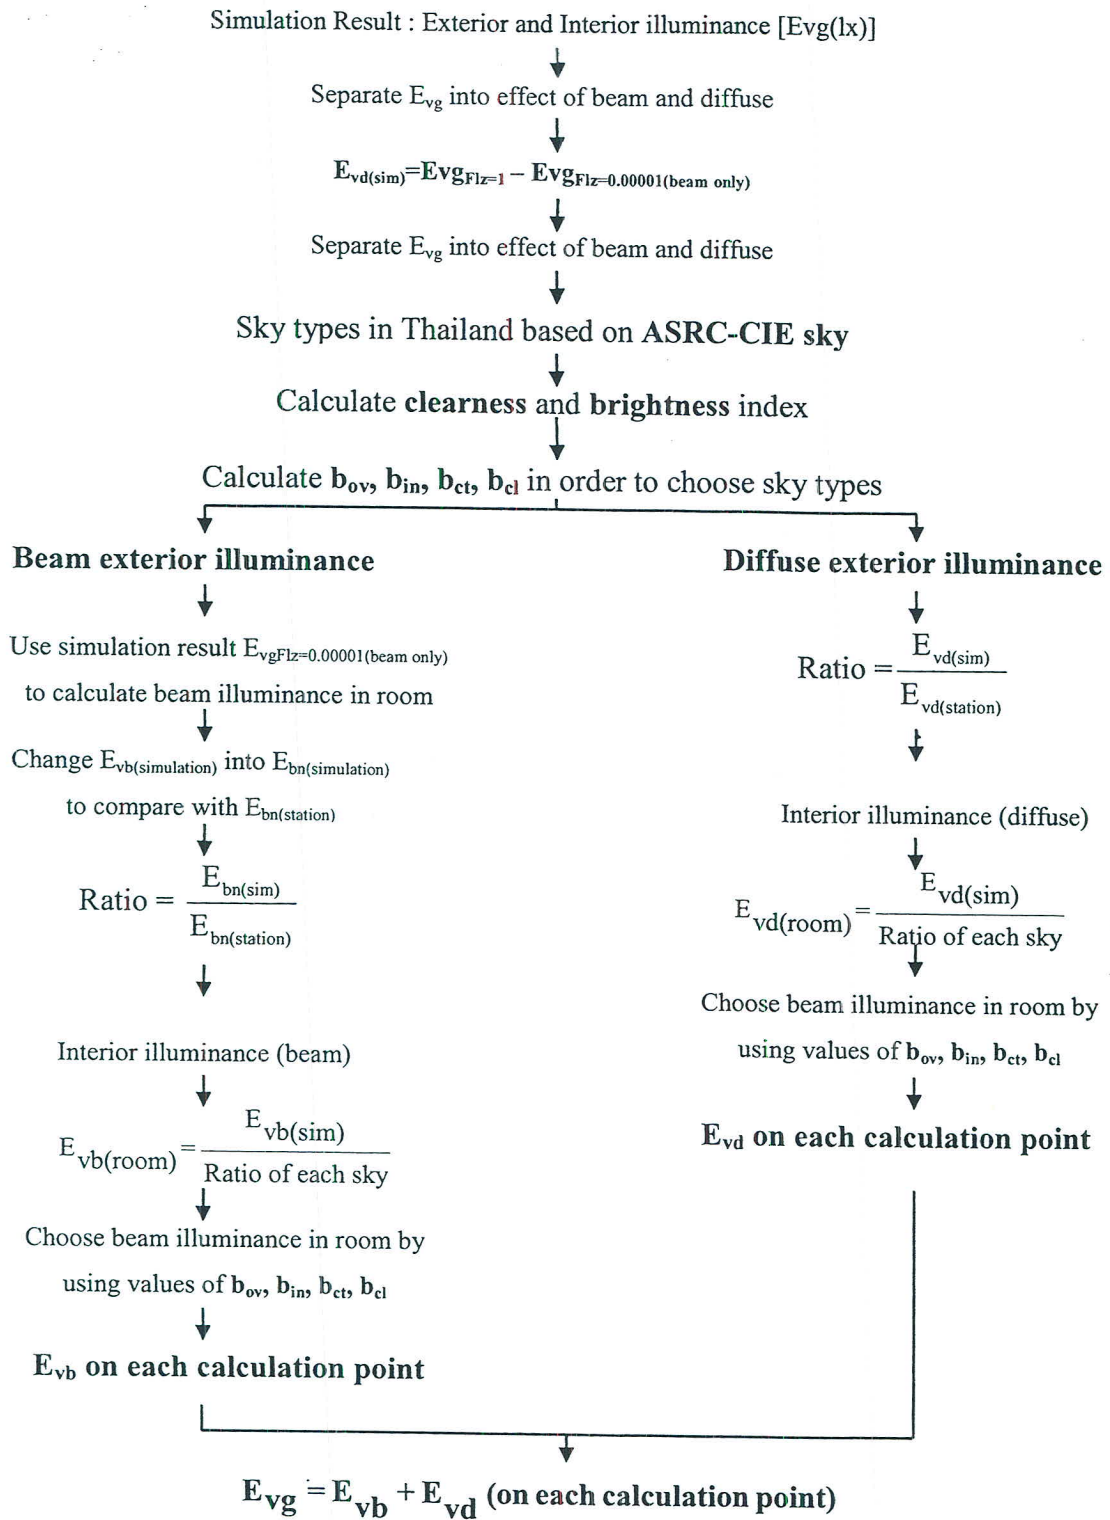 Simulation Result : Exterior and Interior illuminance [Evg(lx)]
Separate Evg into effect of beam and diffuse
Evd(sim)=EvgFlz=1 – EvgFlz=0.00001(beam only)
Separate Evg into effect of beam and diffuse
Sky types in Thailand based on ASRC-CIE sky
Calculate clearness and brightness index
Calculate bov, bin, bct, bcl in order to choose sky types
Beam exterior illuminance
Use simulation result EvgFlz=0.00001(beam only)
to calculate beam illuminance in room
Change Evb(simulation) into Ebn(simulation)
to compare with Ebn(station)
Ratio = Ebn(sim)
Ebn(station)
Interior illuminance (beam)
Evb(room) = Evb(sim)
Ratio of each sky
Choose beam illuminance in room by
using values of bov, bin, bct, bcl
Evb on each calculation point
Diffuse exterior illuminance
Ratio = Evd(sim)
Evd(station)
Interior illuminance (diffuse)
Evd(room) = Evd(sim)
Ratio of each sky
Choose beam illuminance in room by
using values of bov, bin, bct, bcl
Evd on each calculation point
Evg = Evb + Evd (on each calculation point)